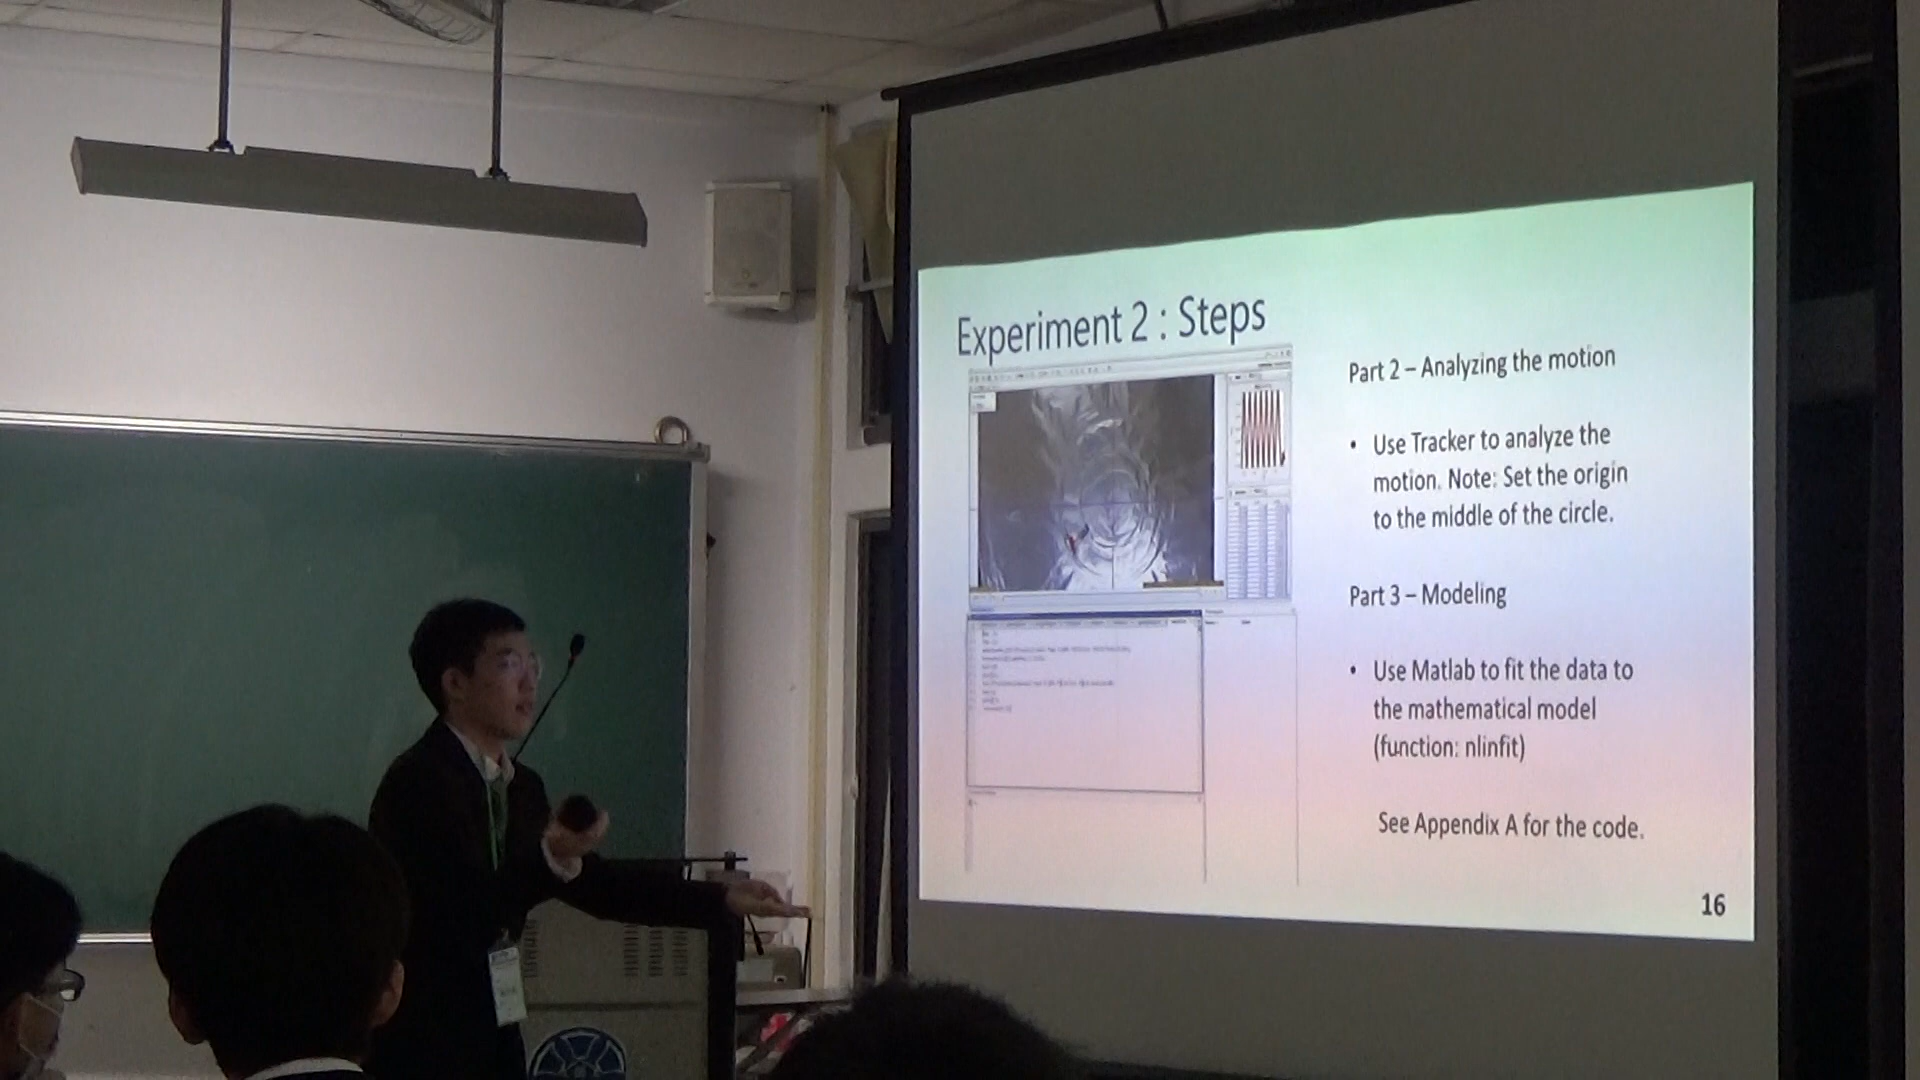 Experiment 2 : Steps
Part 2 – Analyzing the motion
• Use Tracker to analyze the
motion. Note: Set the origin
to the middle of the circle.
Part 3 – Modeling
• Use Matlab to fit the data to
the mathematical model
(function: nlinfit)
See Appendix A for the code.
16